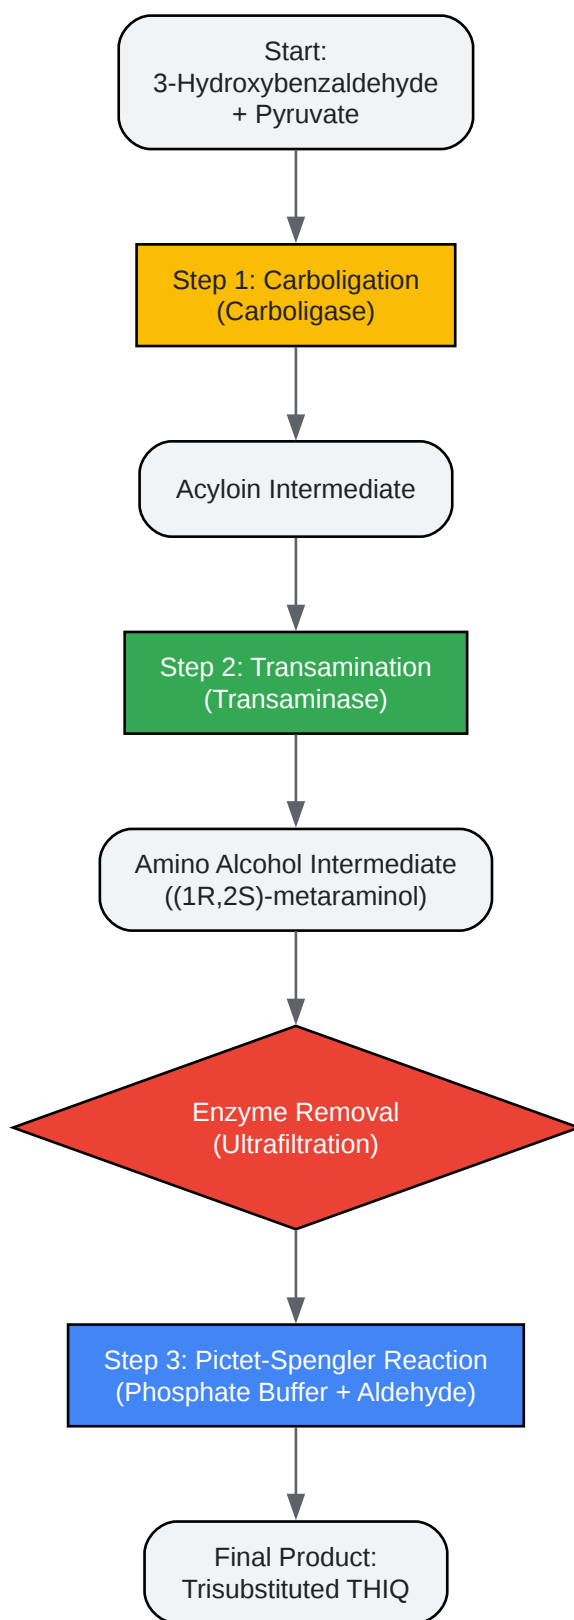 Start:
3-Hydroxybenzaldehyde
+ Pyruvate
Step 1: Carboligation
(Carboligase)
Acyloin Intermediate
Step 2: Transamination
(Transaminase)
Amino Alcohol Intermediate
((1R,2S)-metaraminol)
Enzyme Removal
(Ultrafiltration)
Step 3: Pictet-Spengler Reaction
(Phosphate Buffer + Aldehyde)
Final Product:
Trisubstituted THIQ